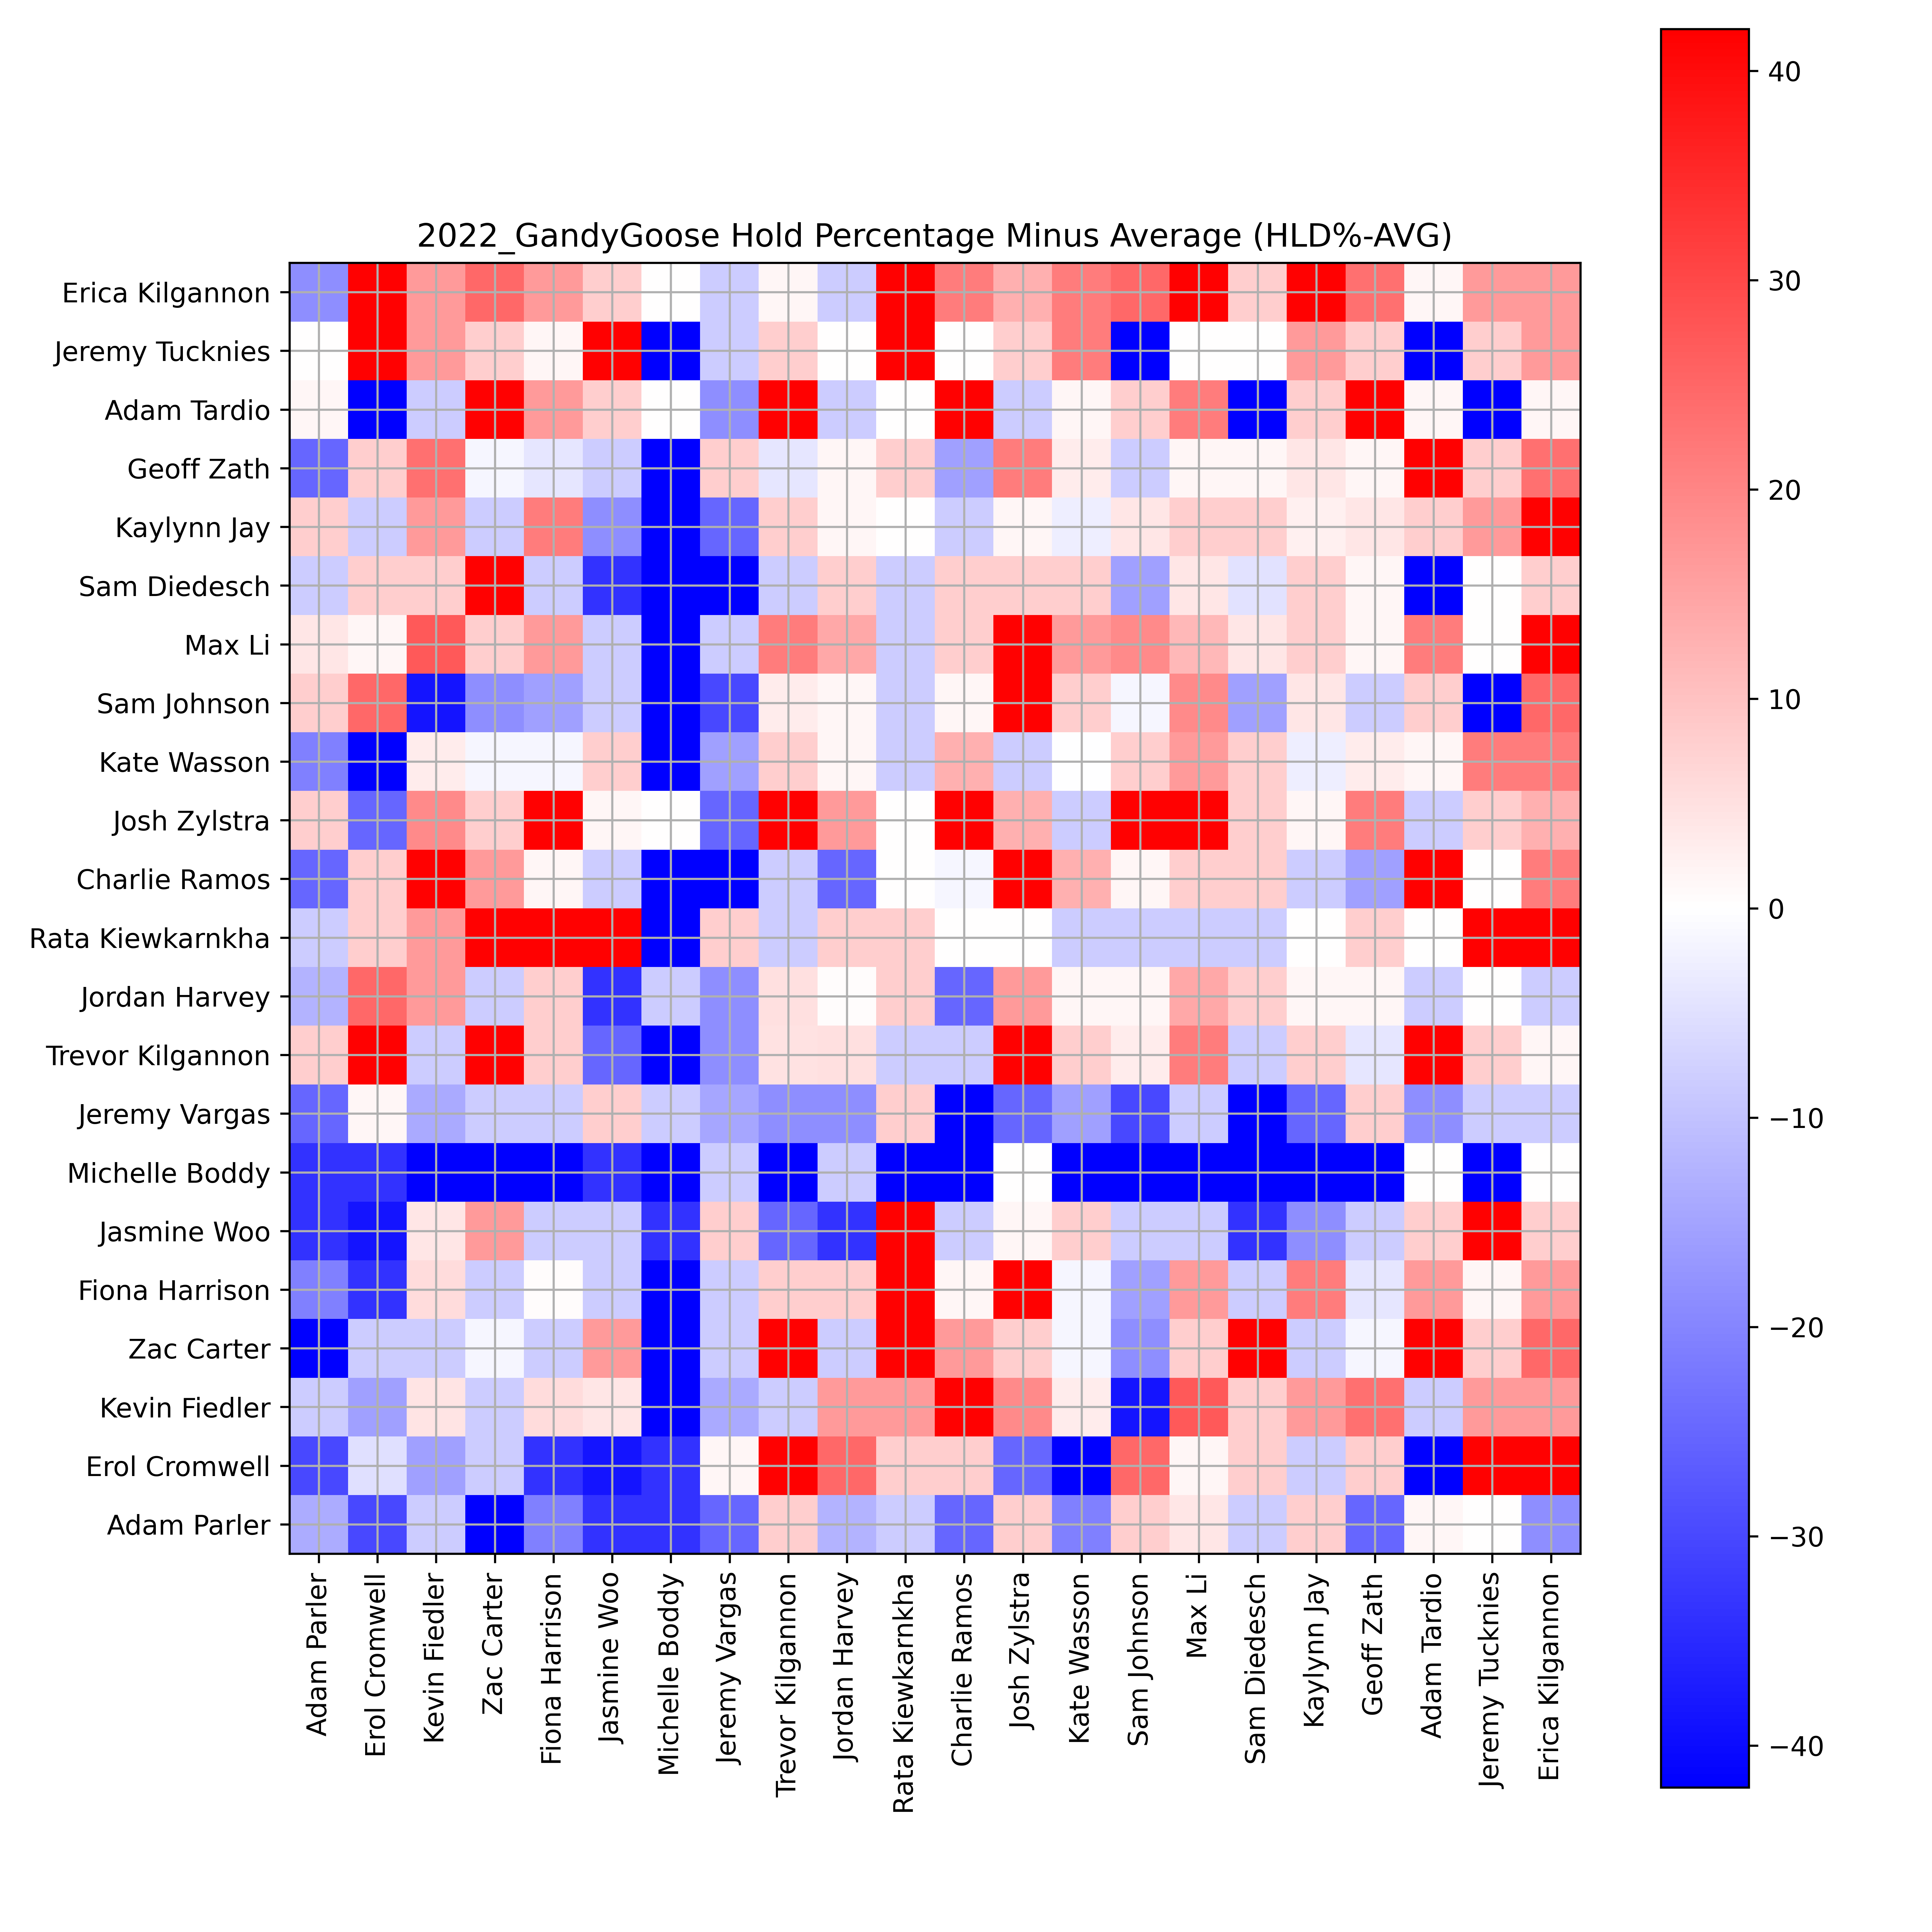 2022_GandyGoose Hold Percentage Minus Average (HLD%-AVG)
Erica Kilgannon
Jeremy Tucknies
Adam Tardio
Geoff Zath
Kaylynn Jay
Sam Diedesch
Max Li
Sam Johnson
Kate Wasson
Josh Zylstra
Charlie Ramos
Rata Kiewkarnkha
Jordan Harvey
Trevor Kilgannon
Jeremy Vargas
Michelle Boddy
Jasmine Woo
Fiona Harrison
Zac Carter
Kevin Fiedler
Erol Cromwell
Adam Parler
Adam Parler
Erol Cromwell
Kevin Fiedler
Zac Carter
Fiona Harrison
Jasmine Woo
Michelle Boddy
Jeremy Vargas
Trevor Kilgannon
Jordan Harvey
Rata Kiewkarnkha
Charlie Ramos
Josh Zylstra
Kate Wasson
Sam Johnson
Max Li
Sam Diedesch
Kaylynn Jay
Geoff Zath
Adam Tardio
Jeremy Tucknies
Erica Kilgannon
40
30
20
10
0
−10
−20
−30
−40